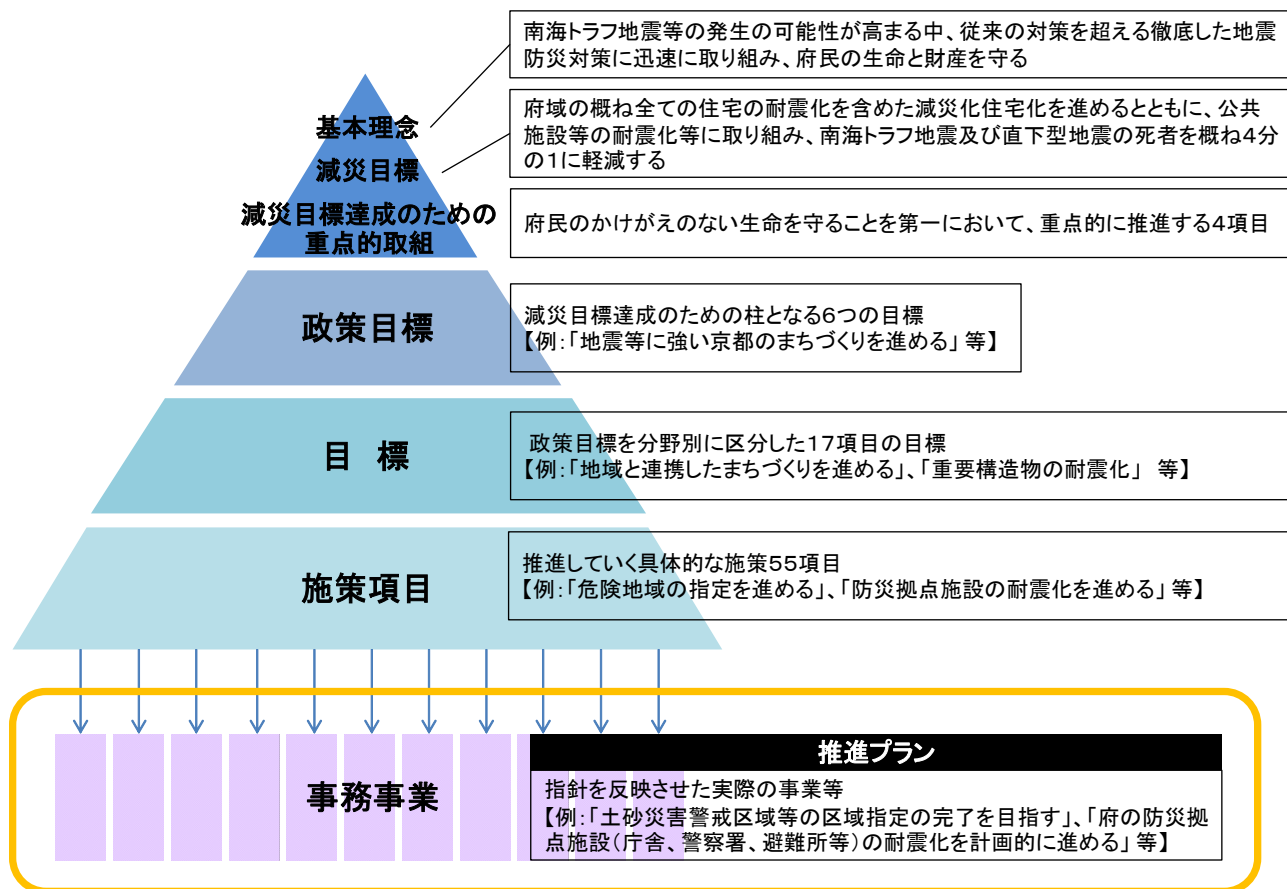 南海トラフ地震等の発生の可能性が高まる中、従来の対策を超える徹底した地震
防災対策に迅速に取り組み、府民の生命と財産を守る
基本理念
府域の概ね全ての住宅の耐震化を含めた減災化住宅化を進めるとともに、公共
施設等の耐震化等に取り組み、南海トラフ地震及び直下型地震の死者を概ね4分
の1に軽減する
減災目標
減災目標達成のための
重点的取組
府民のかけがえのない生命を守ることを第一において、重点的に推進する4項目
政策目標
減災目標達成のための柱となる6つの目標
【例:「地震等に強い京都のまちづくりを進める」等】
目 標
政策目標を分野別に区分した17項目の目標
【例:「地域と連携したまちづくりを進める」、「重要構造物の耐震化」 等】
施策項目
推進していく具体的な施策55項目
【例:「危険地域の指定を進める」、「防災拠点施設の耐震化を進める」等】
事務事業
推進プラン
指針を反映させた実際の事業等
【例:「土砂災害警戒区域等の区域指定の完了を目指す」、「府の防災拠
点施設(庁舎、警察署、避難所等)の耐震化を計画的に進める」等】